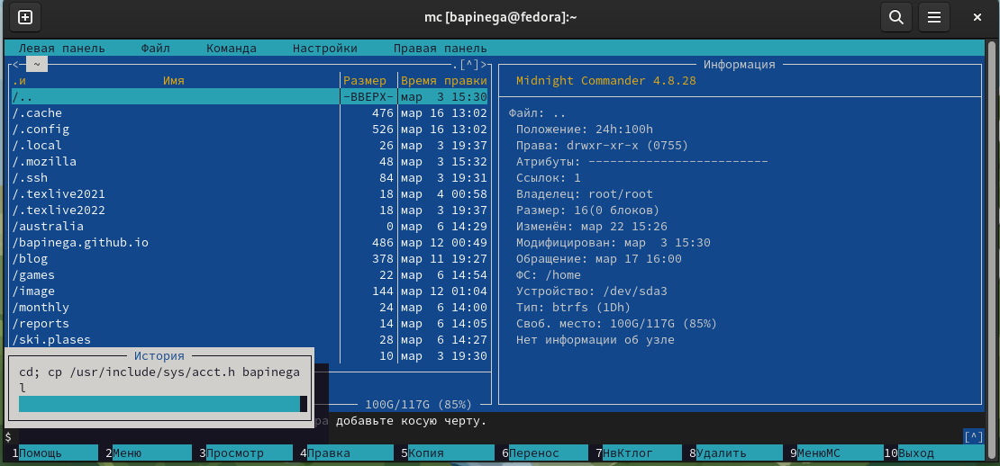 mc [bapinega@fedora]:~
Левая панель Файл Команда Настройки Правая панель
<─ ~ .[^]>
.и Имя Размер Время правки
/.. -ВВЕРХ- мар 3 15:30
/.cache 476 мар 16 13:02
/.config 526 мар 16 13:02
/.local 26 мар 3 19:37
/.mozilla 48 мар 3 15:32
/.ssh 84 мар 3 19:31
/.texlive2021 18 мар 4 00:58
/.texlive2022 18 мар 3 19:37
/australia 0 мар 6 14:29
/bapinega.github.io 486 мар 12 00:49
/blog 378 мар 11 19:27
/games 22 мар 6 14:54
/image 144 мар 12 01:04
/monthly 24 мар 6 14:00
/reports 14 мар 6 14:05
/ski.plases 28 мар 6 14:27
10 мар 3 19:30
100G/117G (85%)
Информация
Midnight Commander 4.8.28
Файл: ..
Положение: 24h:100h
Права: drwxr-xr-x (0755)
Атрибуты: -------------------------
Ссылок: 1
Владелец: root/root
Размер: 16(0 блоков)
Изменён: мар 22 15:26
Модифицирован: мар 3 15:30
Обращение: мар 17 16:00
ФС: /home
Устройство: /dev/sda3
Тип: btrfs (1Dh)
Своб. место: 100G/117G (85%)
Нет информации об узле
История
cd; cp /usr/include/sys/acct.h bapinega
l
ра добавьте косую черту.
$ [^]
1Помощь 2Меню 3Просмотр 4Правка 5Копия 6Перенос 7НвКтлог 8Удалить 9МенюМС 10Выход